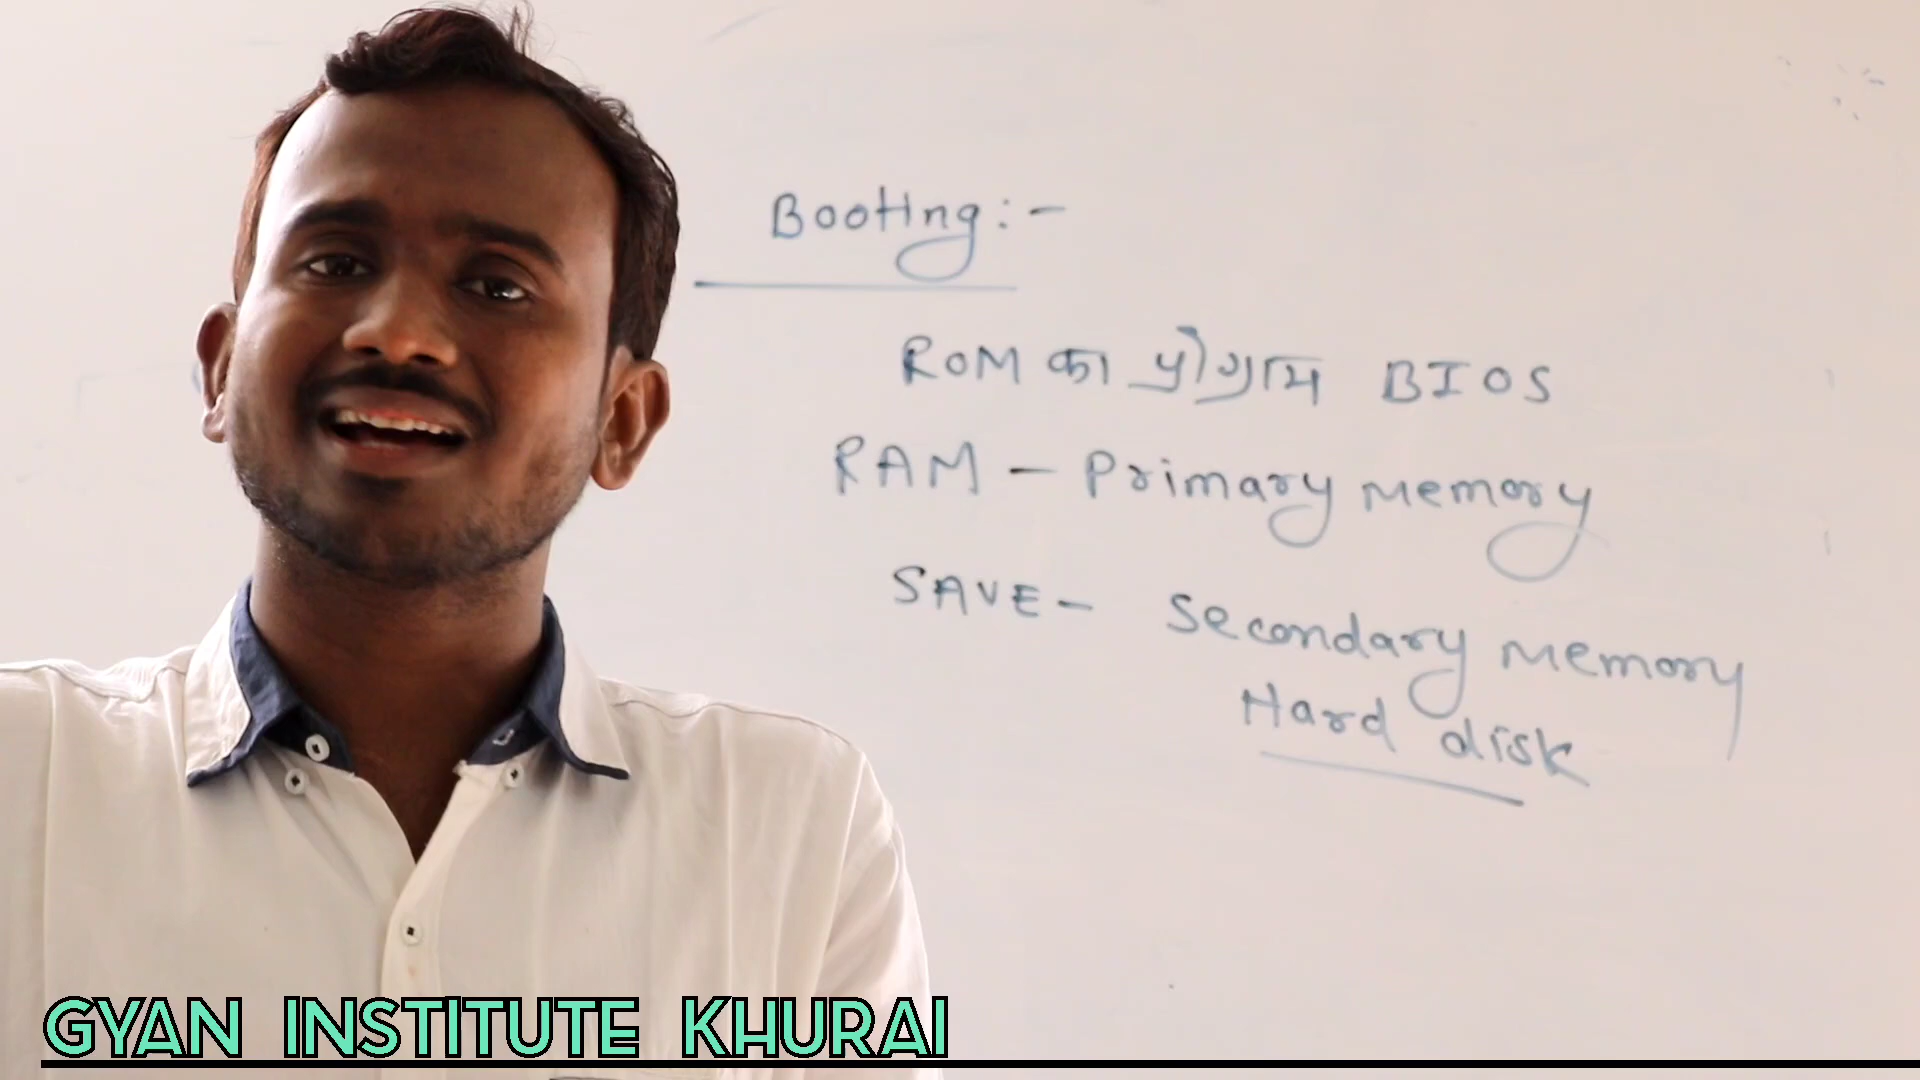 Booting:-
ROM का प्रोग्राम BIOS
RAM - Primary Memory
SAVE - Secondary Memory
Hard disk
GYAN INSTITUTE KHURAI